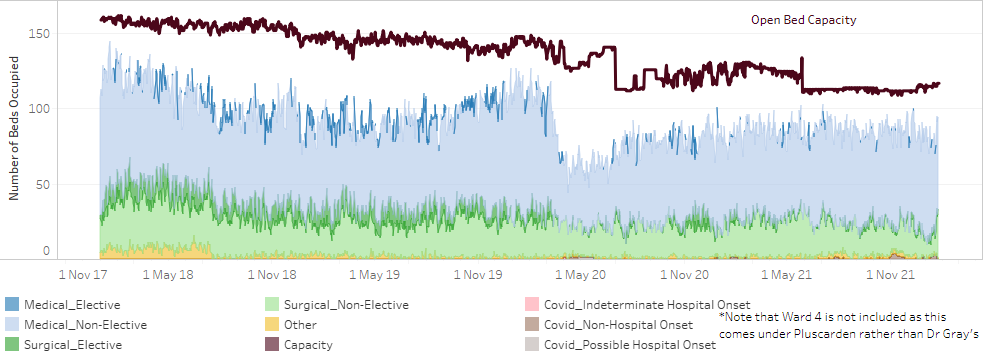 Open Bed Capacity
Number of Beds Occupied
150
100
50
0
1 Nov 17 1 May 18 1 Nov 18 1 May 19 1 Nov 19 1 May 20 1 Nov 20 1 May 21 1 Nov 21
Medical_Elective
Medical_Non-Elective
Surgical_Elective
Surgical_Non-Elective
Other
Capacity
Covid_Indeterminate Hospital Onset
Covid_Non-Hospital Onset
Covid_Possible Hospital Onset
*Note that Ward 4 is not included as this
comes under Pluscarden rather than Dr Gray's